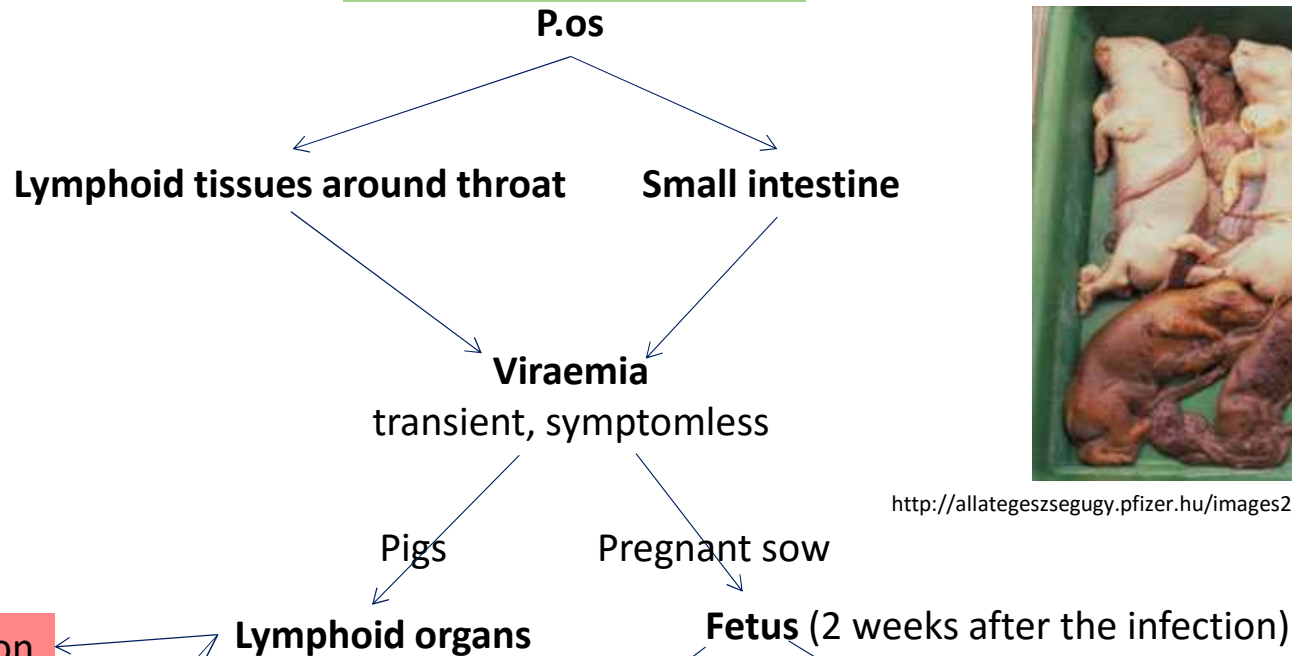 P.os
Lymphoid tissues around throat
Small intestine
Viraemia
transient, symptomless
http://allategeszsegugy.pfizer.hu/images2
Pigs
Pregnant sow
Lymphoid organs
Fetus (2 weeks after the infection)
on